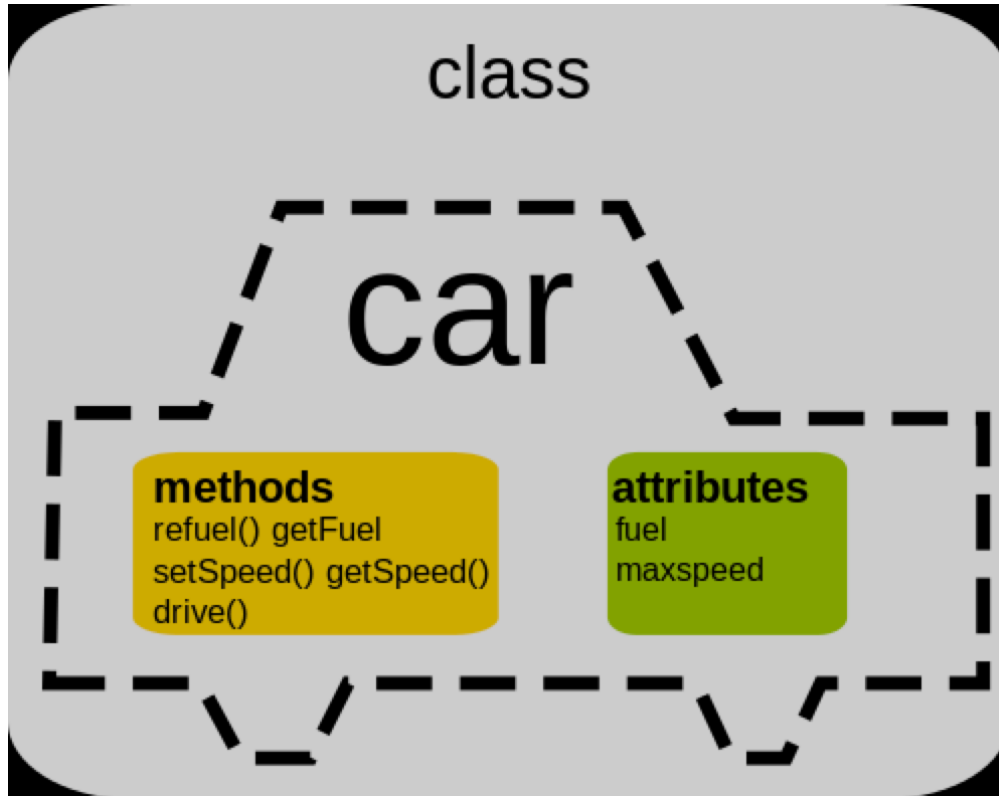 class
car
methods
refuel() getFuel
setSpeed() getSpeed()
drive()
attributes
fuel
maxspeed